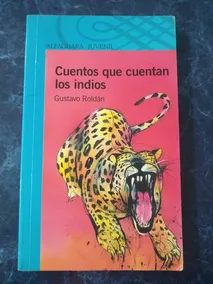 ALFAGUARA JUVENIL
Cuentos que cuentan
los indios
Gustavo Roldán